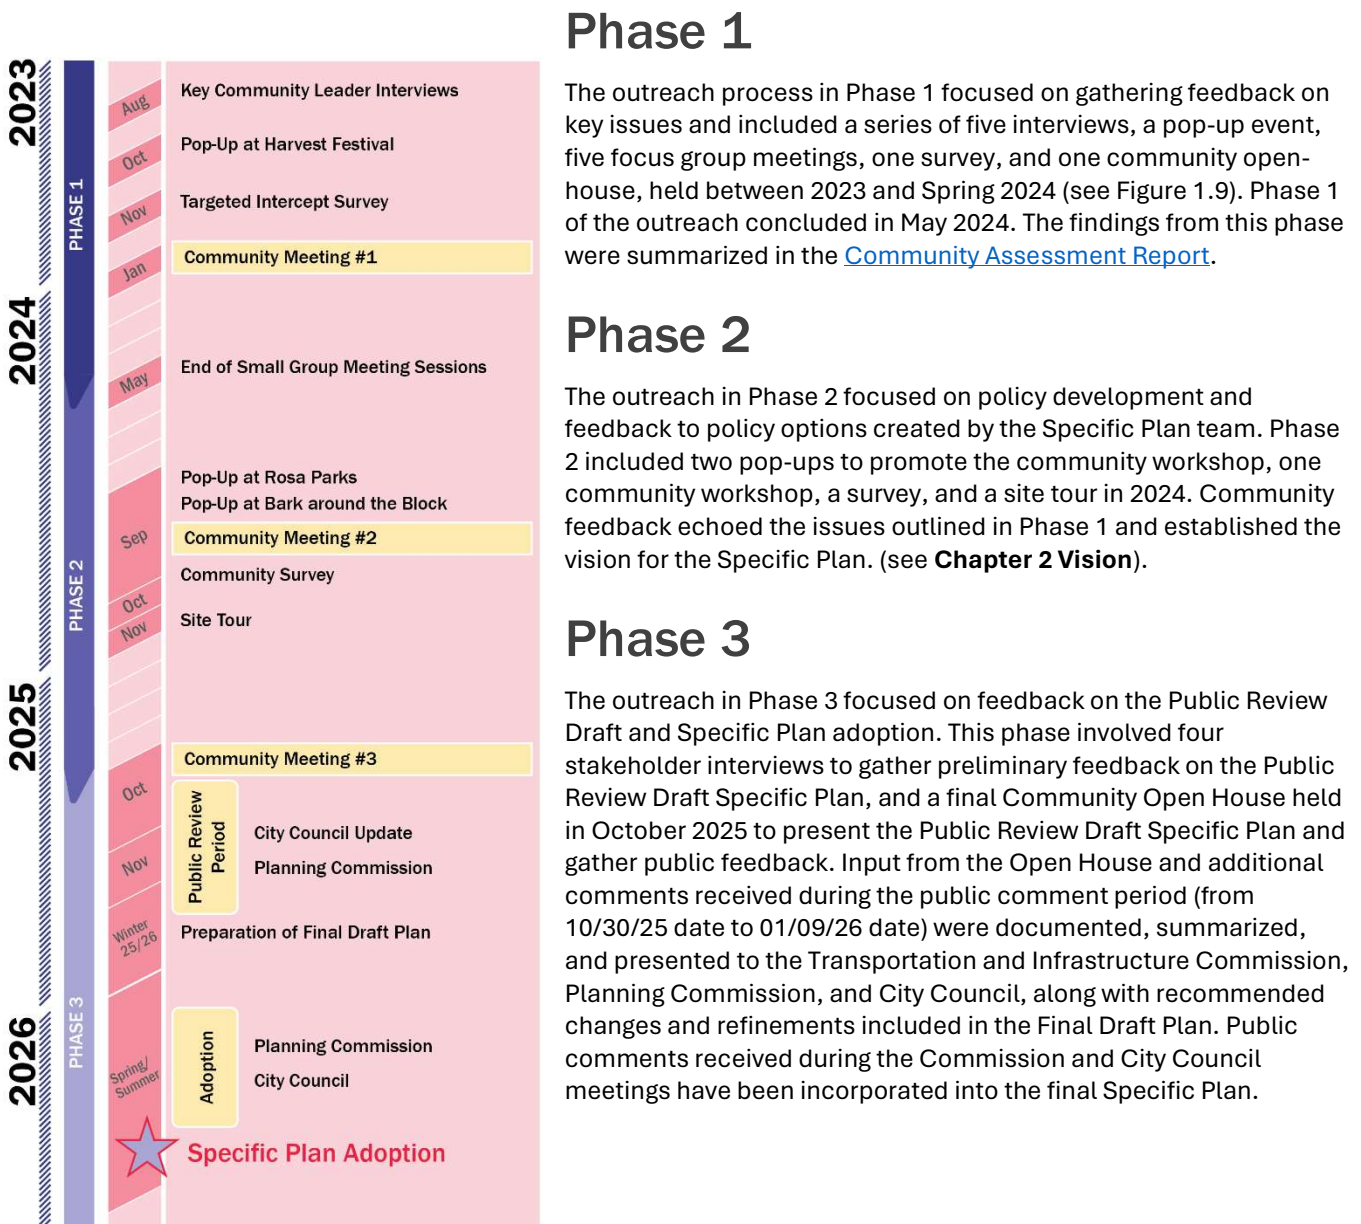 2023
2024
2025
2026
PHASE 1
PHASE 2
PHASE 3
Aug
Key Community Leader Interviews
Oct
Pop-Up at Harvest Festival
Nov
Targeted Intercept Survey
Jan
Community Meeting #1
May
End of Small Group Meeting Sessions
Sep
Pop-Up at Rosa Parks
Pop-Up at Bark around the Block
Community Meeting #2
Community Survey
Oct
Nov
Site Tour
Community Meeting #3
Oct
Public Review
Period
City Council Update
Nov
Planning Commission
Winter
25/26
Preparation of Final Draft Plan
Spring/
Summer
Adoption
Planning Commission
City Council
Specific Plan Adoption
Phase 1
The outreach process in Phase 1 focused on gathering feedback on
key issues and included a series of five interviews, a pop-up event,
five focus group meetings, one survey, and one community open-
house, held between 2023 and Spring 2024 (see Figure 1.9). Phase 1
of the outreach concluded in May 2024. The findings from this phase
were summarized in the Community Assessment Report.
Phase 2
The outreach in Phase 2 focused on policy development and
feedback to policy options created by the Specific Plan team. Phase
2 included two pop-ups to promote the community workshop, one
community workshop, a survey, and a site tour in 2024. Community
feedback echoed the issues outlined in Phase 1 and established the
vision for the Specific Plan. (see Chapter 2 Vision).
Phase 3
The outreach in Phase 3 focused on feedback on the Public Review
Draft and Specific Plan adoption. This phase involved four
stakeholder interviews to gather preliminary feedback on the Public
Review Draft Specific Plan, and a final Community Open House held
in October 2025 to present the Public Review Draft Specific Plan and
gather public feedback. Input from the Open House and additional
comments received during the public comment period (from
10/30/25 date to 01/09/26 date) were documented, summarized,
and presented to the Transportation and Infrastructure Commission,
Planning Commission, and City Council, along with recommended
changes and refinements included in the Final Draft Plan. Public
comments received during the Commission and City Council
meetings have been incorporated into the final Specific Plan.